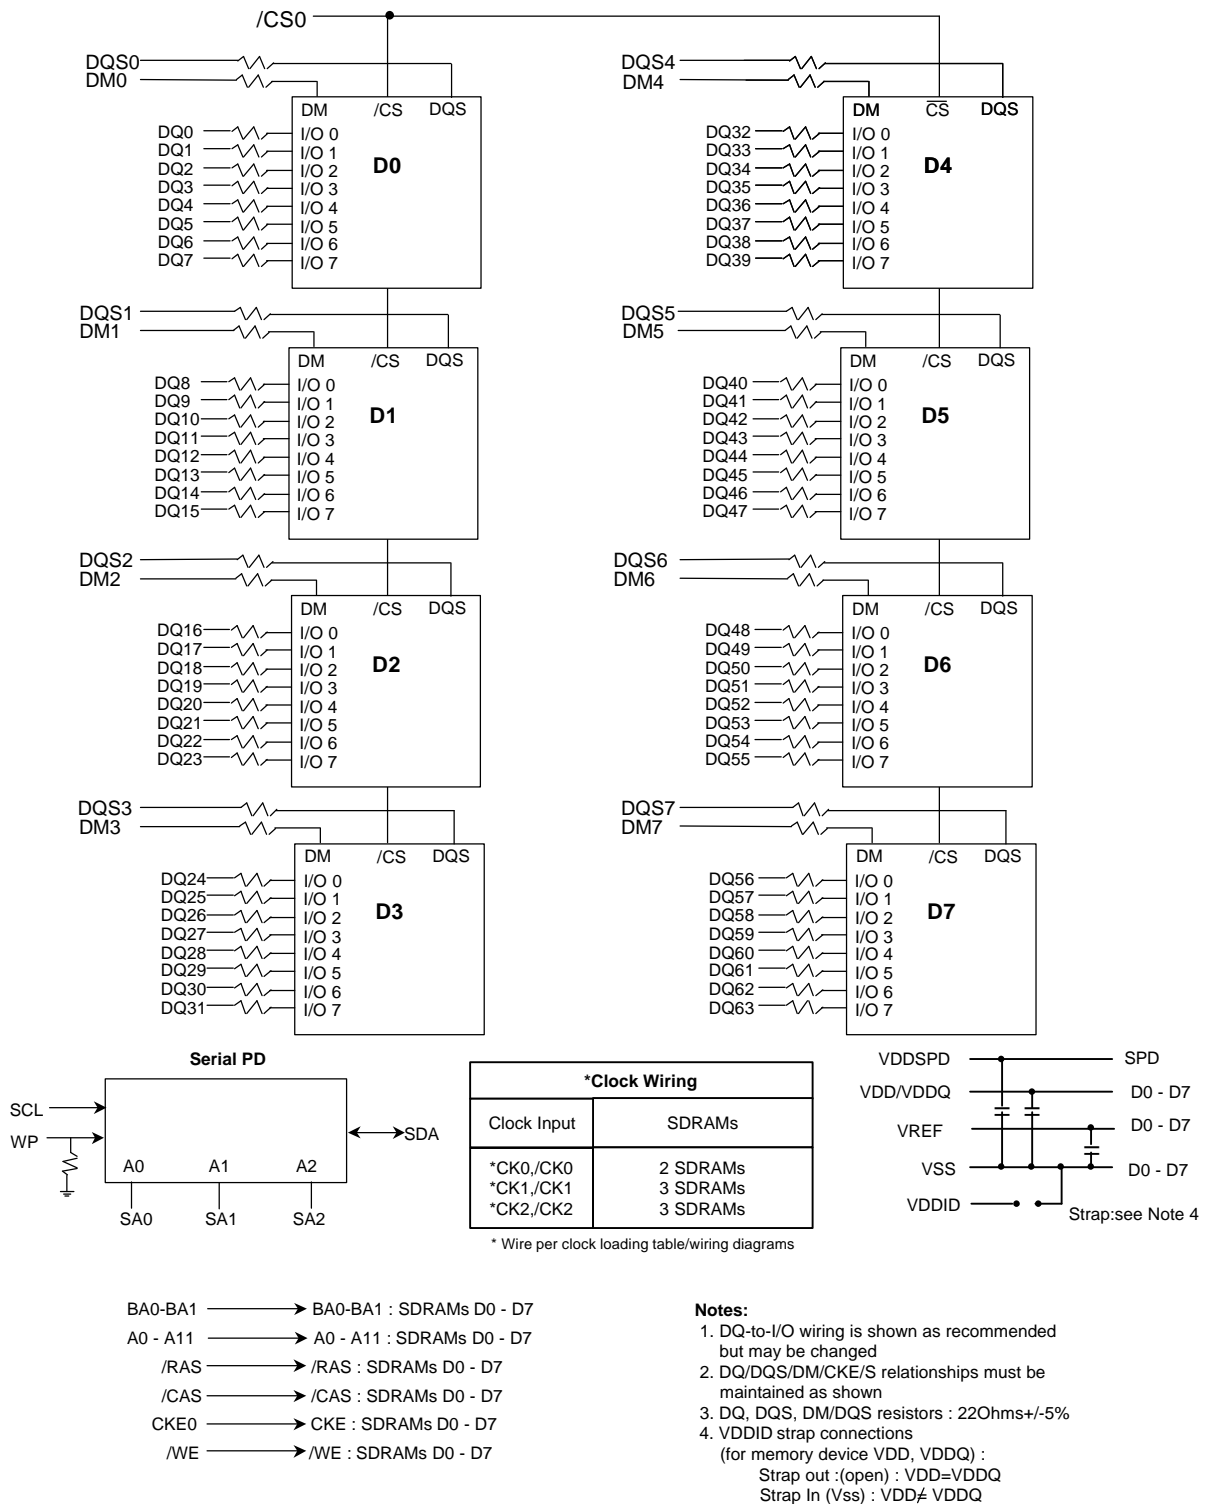 /CS0
DQS0
DM0
DM /CS DQS
DQ0 I/O 0
DQ1 I/O 1
DQ2 I/O 2
DQ3 I/O 3
DQ4 I/O 4
DQ5 I/O 5
DQ6 I/O 6
DQ7 I/O 7
D0
DQS1
DM1
DM /CS DQS
DQ8 I/O 0
DQ9 I/O 1
DQ10 I/O 2
DQ11 I/O 3
DQ12 I/O 4
DQ13 I/O 5
DQ14 I/O 6
DQ15 I/O 7
D1
DQS2
DM2
DM /CS DQS
DQ16 I/O 0
DQ17 I/O 1
DQ18 I/O 2
DQ19 I/O 3
DQ20 I/O 4
DQ21 I/O 5
DQ22 I/O 6
DQ23 I/O 7
D2
DQS3
DM3
DM /CS DQS
DQ24 I/O 0
DQ25 I/O 1
DQ26 I/O 2
DQ27 I/O 3
DQ28 I/O 4
DQ29 I/O 5
DQ30 I/O 6
DQ31 I/O 7
D3
DQS4
DM4
DM C̅S̅ DQS
DQ32 I/O 0
DQ33 I/O 1
DQ34 I/O 2
DQ35 I/O 3
DQ36 I/O 4
DQ37 I/O 5
DQ38 I/O 6
DQ39 I/O 7
D4
DQS5
DM5
DM /CS DQS
DQ40 I/O 0
DQ41 I/O 1
DQ42 I/O 2
DQ43 I/O 3
DQ44 I/O 4
DQ45 I/O 5
DQ46 I/O 6
DQ47 I/O 7
D5
DQS6
DM6
DM /CS DQS
DQ48 I/O 0
DQ49 I/O 1
DQ50 I/O 2
DQ51 I/O 3
DQ52 I/O 4
DQ53 I/O 5
DQ54 I/O 6
DQ55 I/O 7
D6
DQS7
DM7
DM /CS DQS
DQ56 I/O 0
DQ57 I/O 1
DQ58 I/O 2
DQ59 I/O 3
DQ60 I/O 4
DQ61 I/O 5
DQ62 I/O 6
DQ63 I/O 7
D7
Serial PD
SCL
WP
SDA
A0 A1 A2
SA0 SA1 SA2
*Clock Wiring
Clock Input SDRAMs
*CK0,/CK0 2 SDRAMs
*CK1,/CK1 3 SDRAMs
*CK2,/CK2 3 SDRAMs
* Wire per clock loading table/wiring diagrams
VDDSPD SPD
VDD/VDDQ D0 - D7
VREF D0 - D7
VSS D0 - D7
VDDID Strap:see Note 4
BA0-BA1 BA0-BA1 : SDRAMs D0 - D7
A0 - A11 A0 - A11 : SDRAMs D0 - D7
/RAS /RAS : SDRAMs D0 - D7
/CAS /CAS : SDRAMs D0 - D7
CKE0 CKE : SDRAMs D0 - D7
/WE /WE : SDRAMs D0 - D7
Notes:
1. DQ-to-I/O wiring is shown as recommended
but may be changed
2. DQ/DQS/DM/CKE/S relationships must be
maintained as shown
3. DQ, DQS, DM/DQS resistors : 22Ohms+/-5%
4. VDDID strap connections
(for memory device VDD, VDDQ) :
Strap out :(open) : VDD=VDDQ
Strap In (Vss) : VDD≠ VDDQ